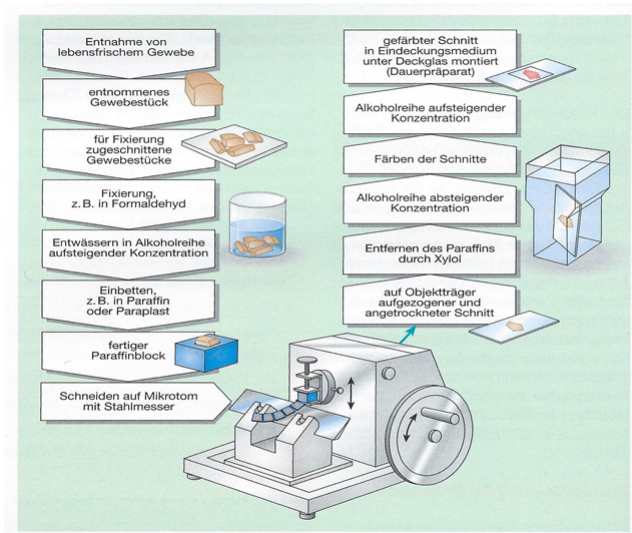 Entnahme von
lebensfrischem Gewebe
entnommenes
Gewebestück
für Fixierung
zugeschnittene
Gewebestücke
Fixierung,
z.B. in Formaldehyd
Entwässern in Alkoholreihe
aufsteigender Konzentration
Einbetten,
z.B. in Paraffin
oder Paraplast
fertiger
Paraffinblock
Schneiden auf Mikrotom
mit Stahlmesser
auf Objektträger
aufgezogener und
angetrockneter Schnitt
Entfernen des Paraffins
durch Xylol
Alkoholreihe absteigender
Konzentration
Färben der Schnitte
Alkoholreihe aufsteigender
Konzentration
gefärbter Schnitt
in Eindeckungsmedium
unter Deckglas montiert
(Dauerpräparat)